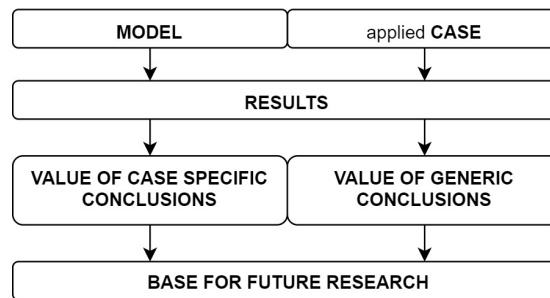 MODEL
applied CASE
RESULTS
VALUE OF CASE SPECIFIC
CONCLUSIONS
VALUE OF GENERIC
CONCLUSIONS
BASE FOR FUTURE RESEARCH